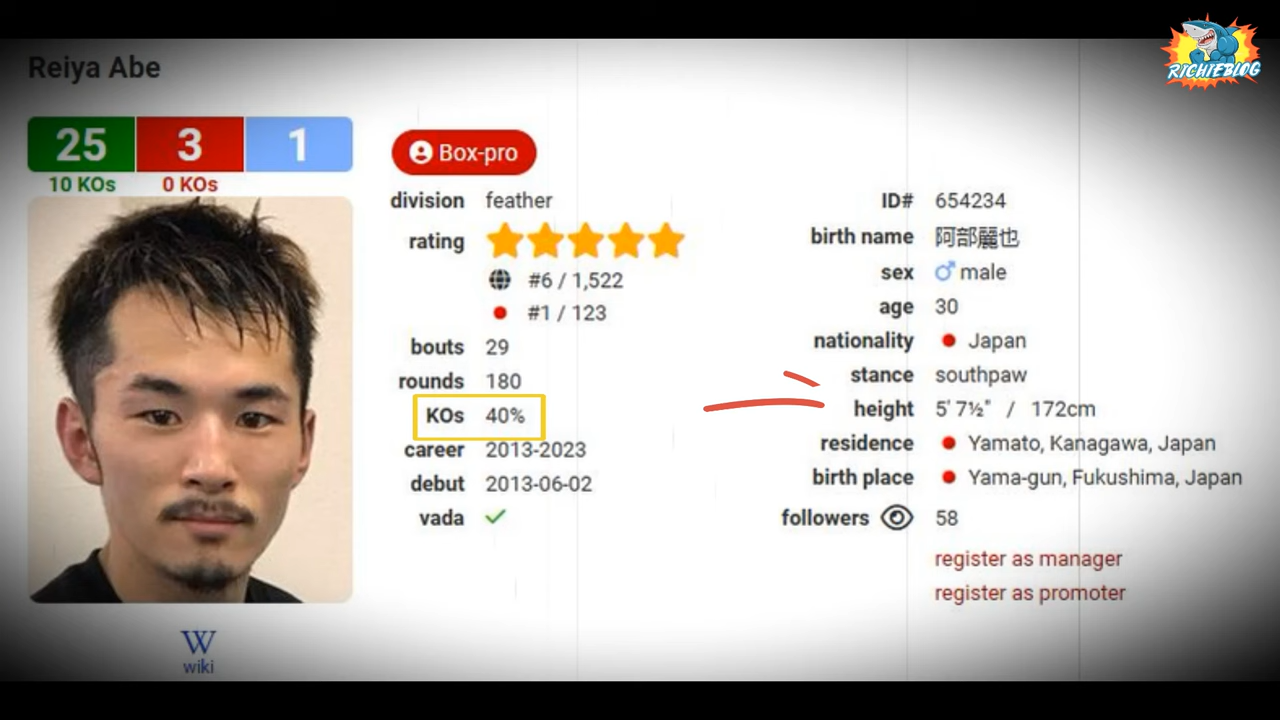 RICHIEBLOG
Reiya Abe
25 3 1
10 KOs 0 KOs
Box-pro
division feather
rating
#6 / 1,522
#1 / 123
bouts 29
rounds 180
KOs 40%
career 2013-2023
debut 2013-06-02
vada
ID# 654234
birth name 阿部麗也
sex male
age 30
nationality Japan
stance southpaw
height 5' 7½" / 172cm
residence Yamato, Kanagawa, Japan
birth place Yama-gun, Fukushima, Japan
followers 58
register as manager
register as promoter
W
wiki